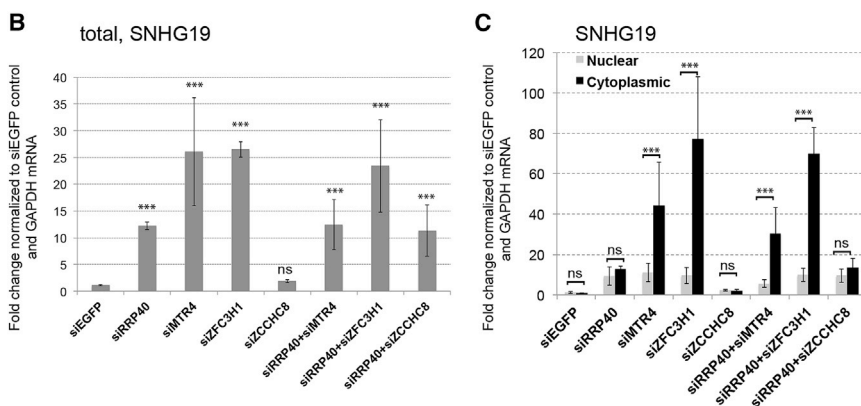 B
total, SNHG19
Fold change normalized to siEGFP control
and GAPDH mRNA
40
35
30
25
20
15
10
5
0
***
***
***
ns
***
***
***
siEGFP
siRRP40
siMTR4
siZFC3H1
siZCCHC8
siRRP40+siMTR4
siRRP40+siZFC3H1
siRRP40+siZCCHC8
C
SNHG19
Nuclear
Cytoplasmic
Fold change normalized to siEGFP control
and GAPDH mRNA
120
100
80
60
40
20
0
ns
ns
***
***
ns
***
***
ns
siEGFP
siRRP40
siMTR4
siZFC3H1
siZCCHC8
siRRP40+siMTR4
siRRP40+siZFC3H1
siRRP40+siZCCHC8